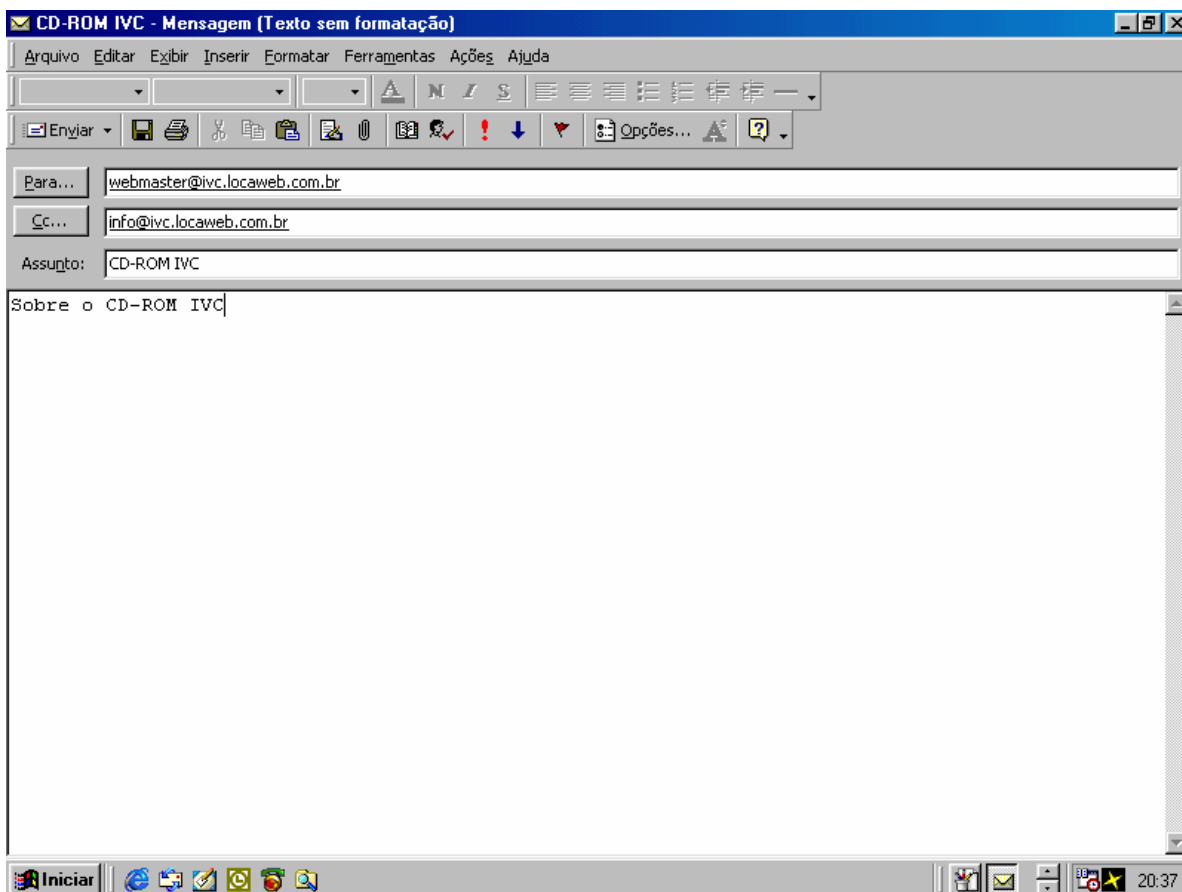 CD-ROM IVC - Mensagem (Texto sem formatação)
Arquivo Editar Exibir Inserir Formatar Ferramentas Ações Ajuda
A N I S
Enviar Opções...
Para... webmaster@ivc.locaweb.com.br
Cc... info@ivc.locaweb.com.br
Assunto: CD-ROM IVC
Sobre o CD-ROM IVC
Iniciar 20:37